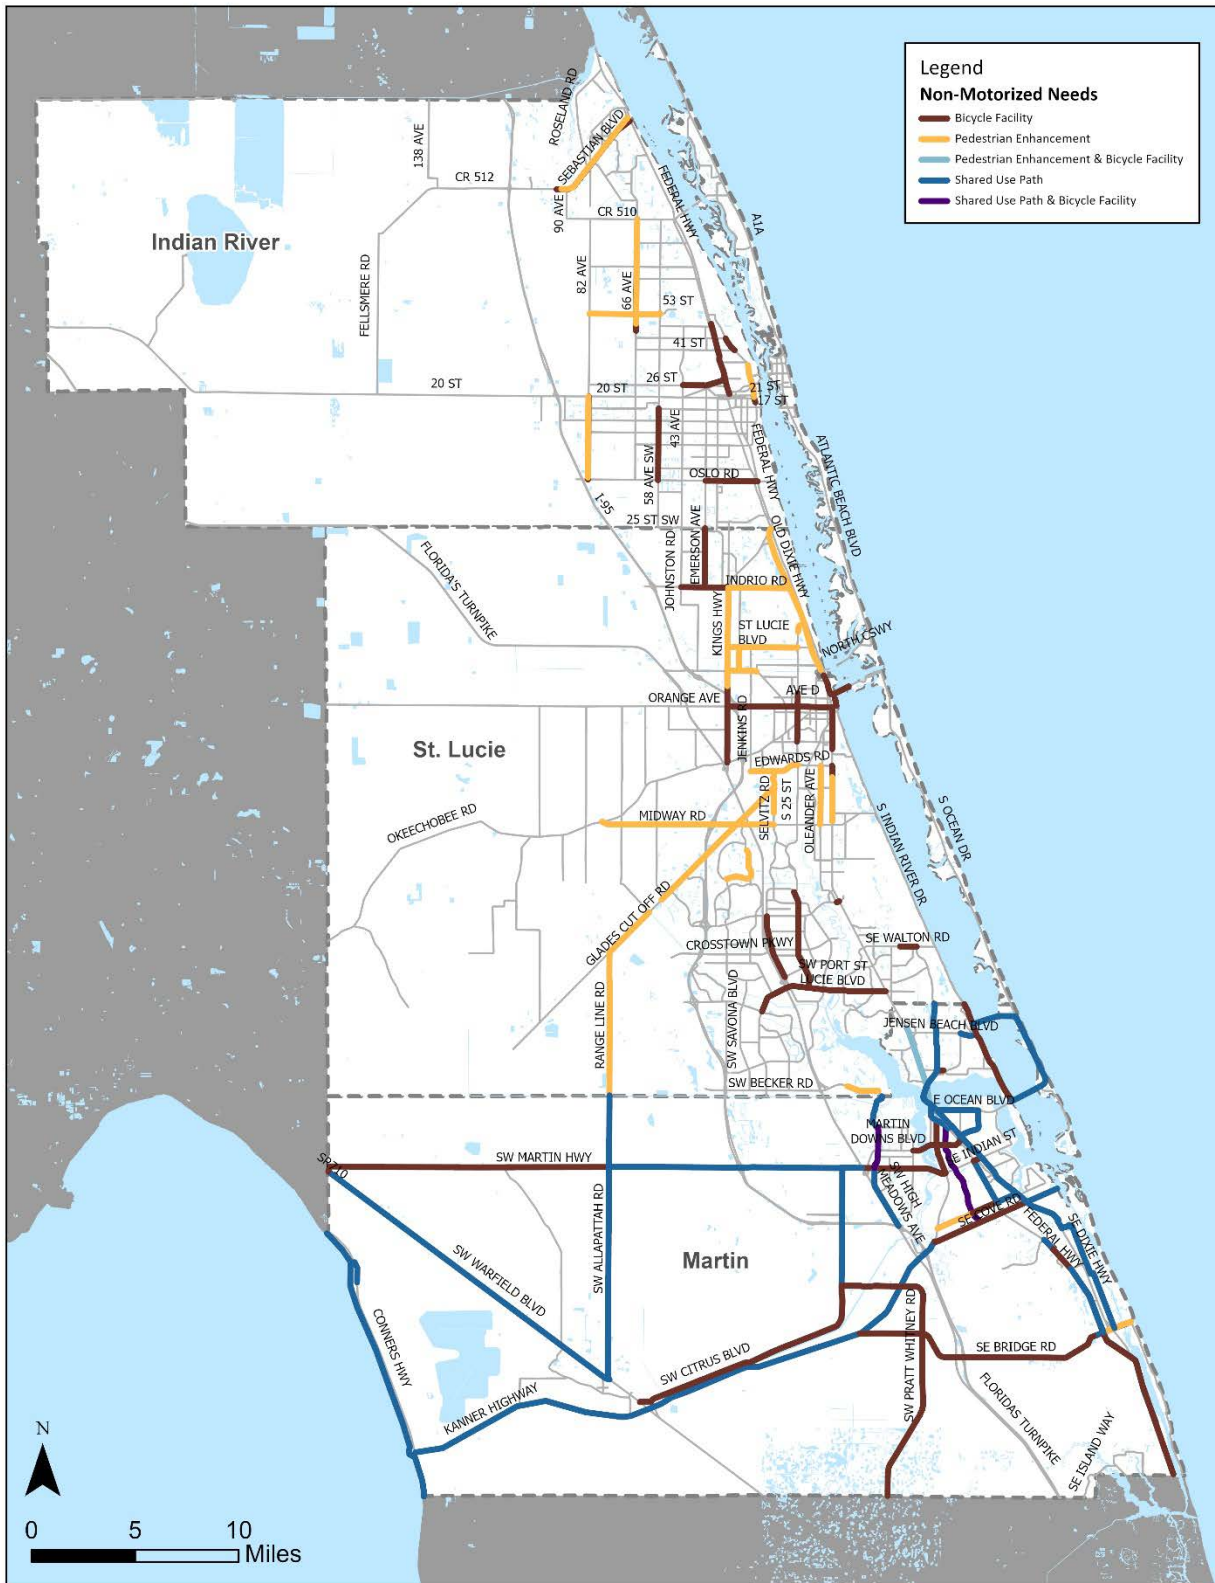 Legend
Non-Motorized Needs
Bicycle Facility
Pedestrian Enhancement
Pedestrian Enhancement & Bicycle Facility
Shared Use Path
Shared Use Path & Bicycle Facility
ROSELAND RD
138 AVE
SEBASTIAN BLVD
CR 512
90 AVE
FEDERAL HWY
A1A
CR 510
Indian River
82 AVE
66 AVE
FELLSMERE RD
53 ST
41 ST
26 ST
20 ST
20 ST
21 ST
17 ST
43 AVE
FEDERAL HWY
ATLANTIC BEACH BLVD
58 AVE SW
OSLO RD
I-95
25 ST SW
EMERSON AVE
OLD DIXIE HWY
JOHNSTON RD
FLORIDA'S TURNPIKE
INDRIO RD
KINGS HWY
ST LUCIE
BLVD
NORTH CSWY
ORANGE AVE
AVE D
JENKINS RD
St. Lucie
EDWARDS RD
SELVITZ RD
S 25 ST
OLEANDER AVE
MIDWAY RD
OKEECHOBEE RD
S INDIAN RIVER DR
S OCEAN DR
GLADES CUT OFF RD
CROSSTOWN PKWY
SE WALTON RD
SW PORT ST
LUCIE BLVD
SW SAVONA BLVD
RANGE LINE RD
JENSEN BEACH BLVD
SW BECKER RD
E OCEAN BLVD
MARTIN
DOWNS BLVD
SE INDIAN ST
SW MARTIN HWY
SR710
SW HIGH
MEADOWS AVE
SE COVE RD
FEDERAL HWY
SE DIXIE HWY
SW ALLAPATTAH RD
SW WARFIELD BLVD
Martin
CONNERS HWY
SW PRATT WHITNEY RD
SE BRIDGE RD
SW CITRUS BLVD
KANNER HIGHWAY
FLORIDAS TURNPIKE
SE ISLAND WAY
N
0 5 10
Miles